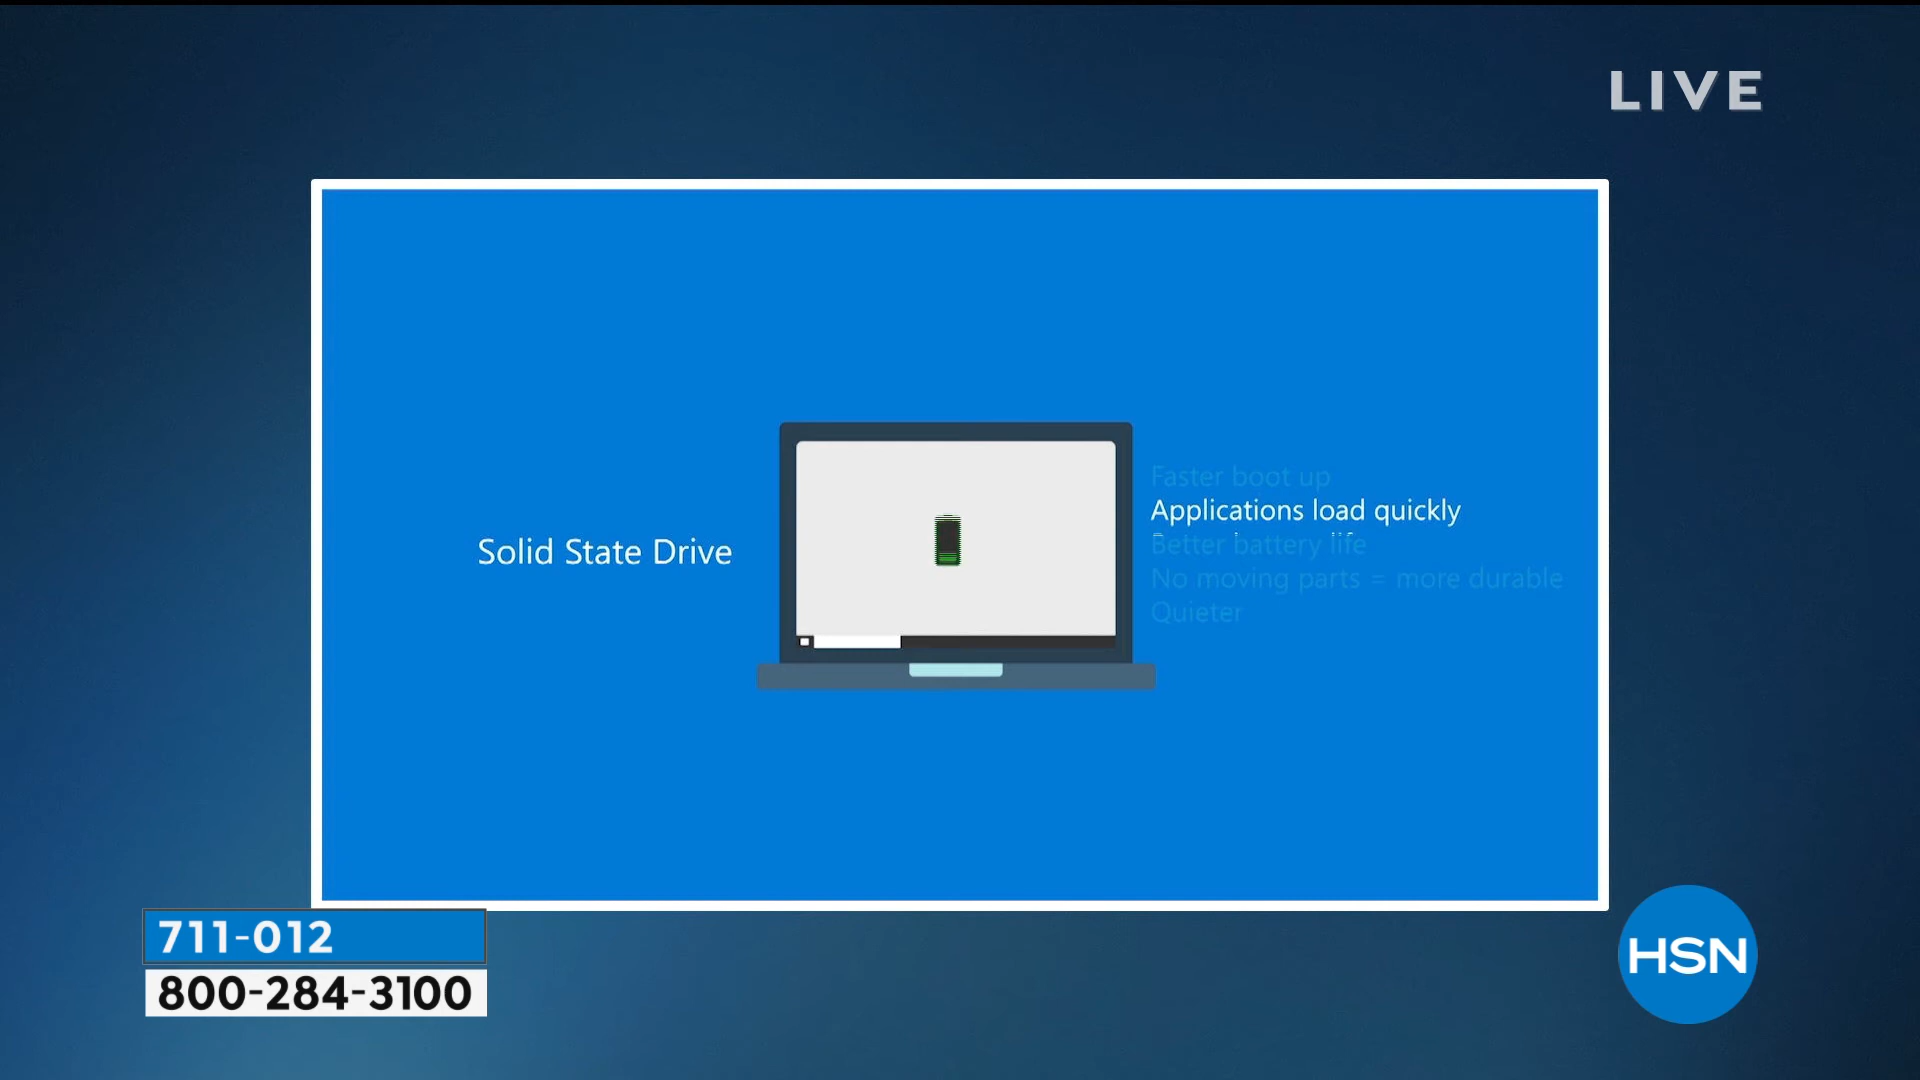 LIVE
Solid State Drive
Faster boot up
Applications load quickly
Better battery life
No moving parts = more durable
Quieter
711-012
800-284-3100
HSN